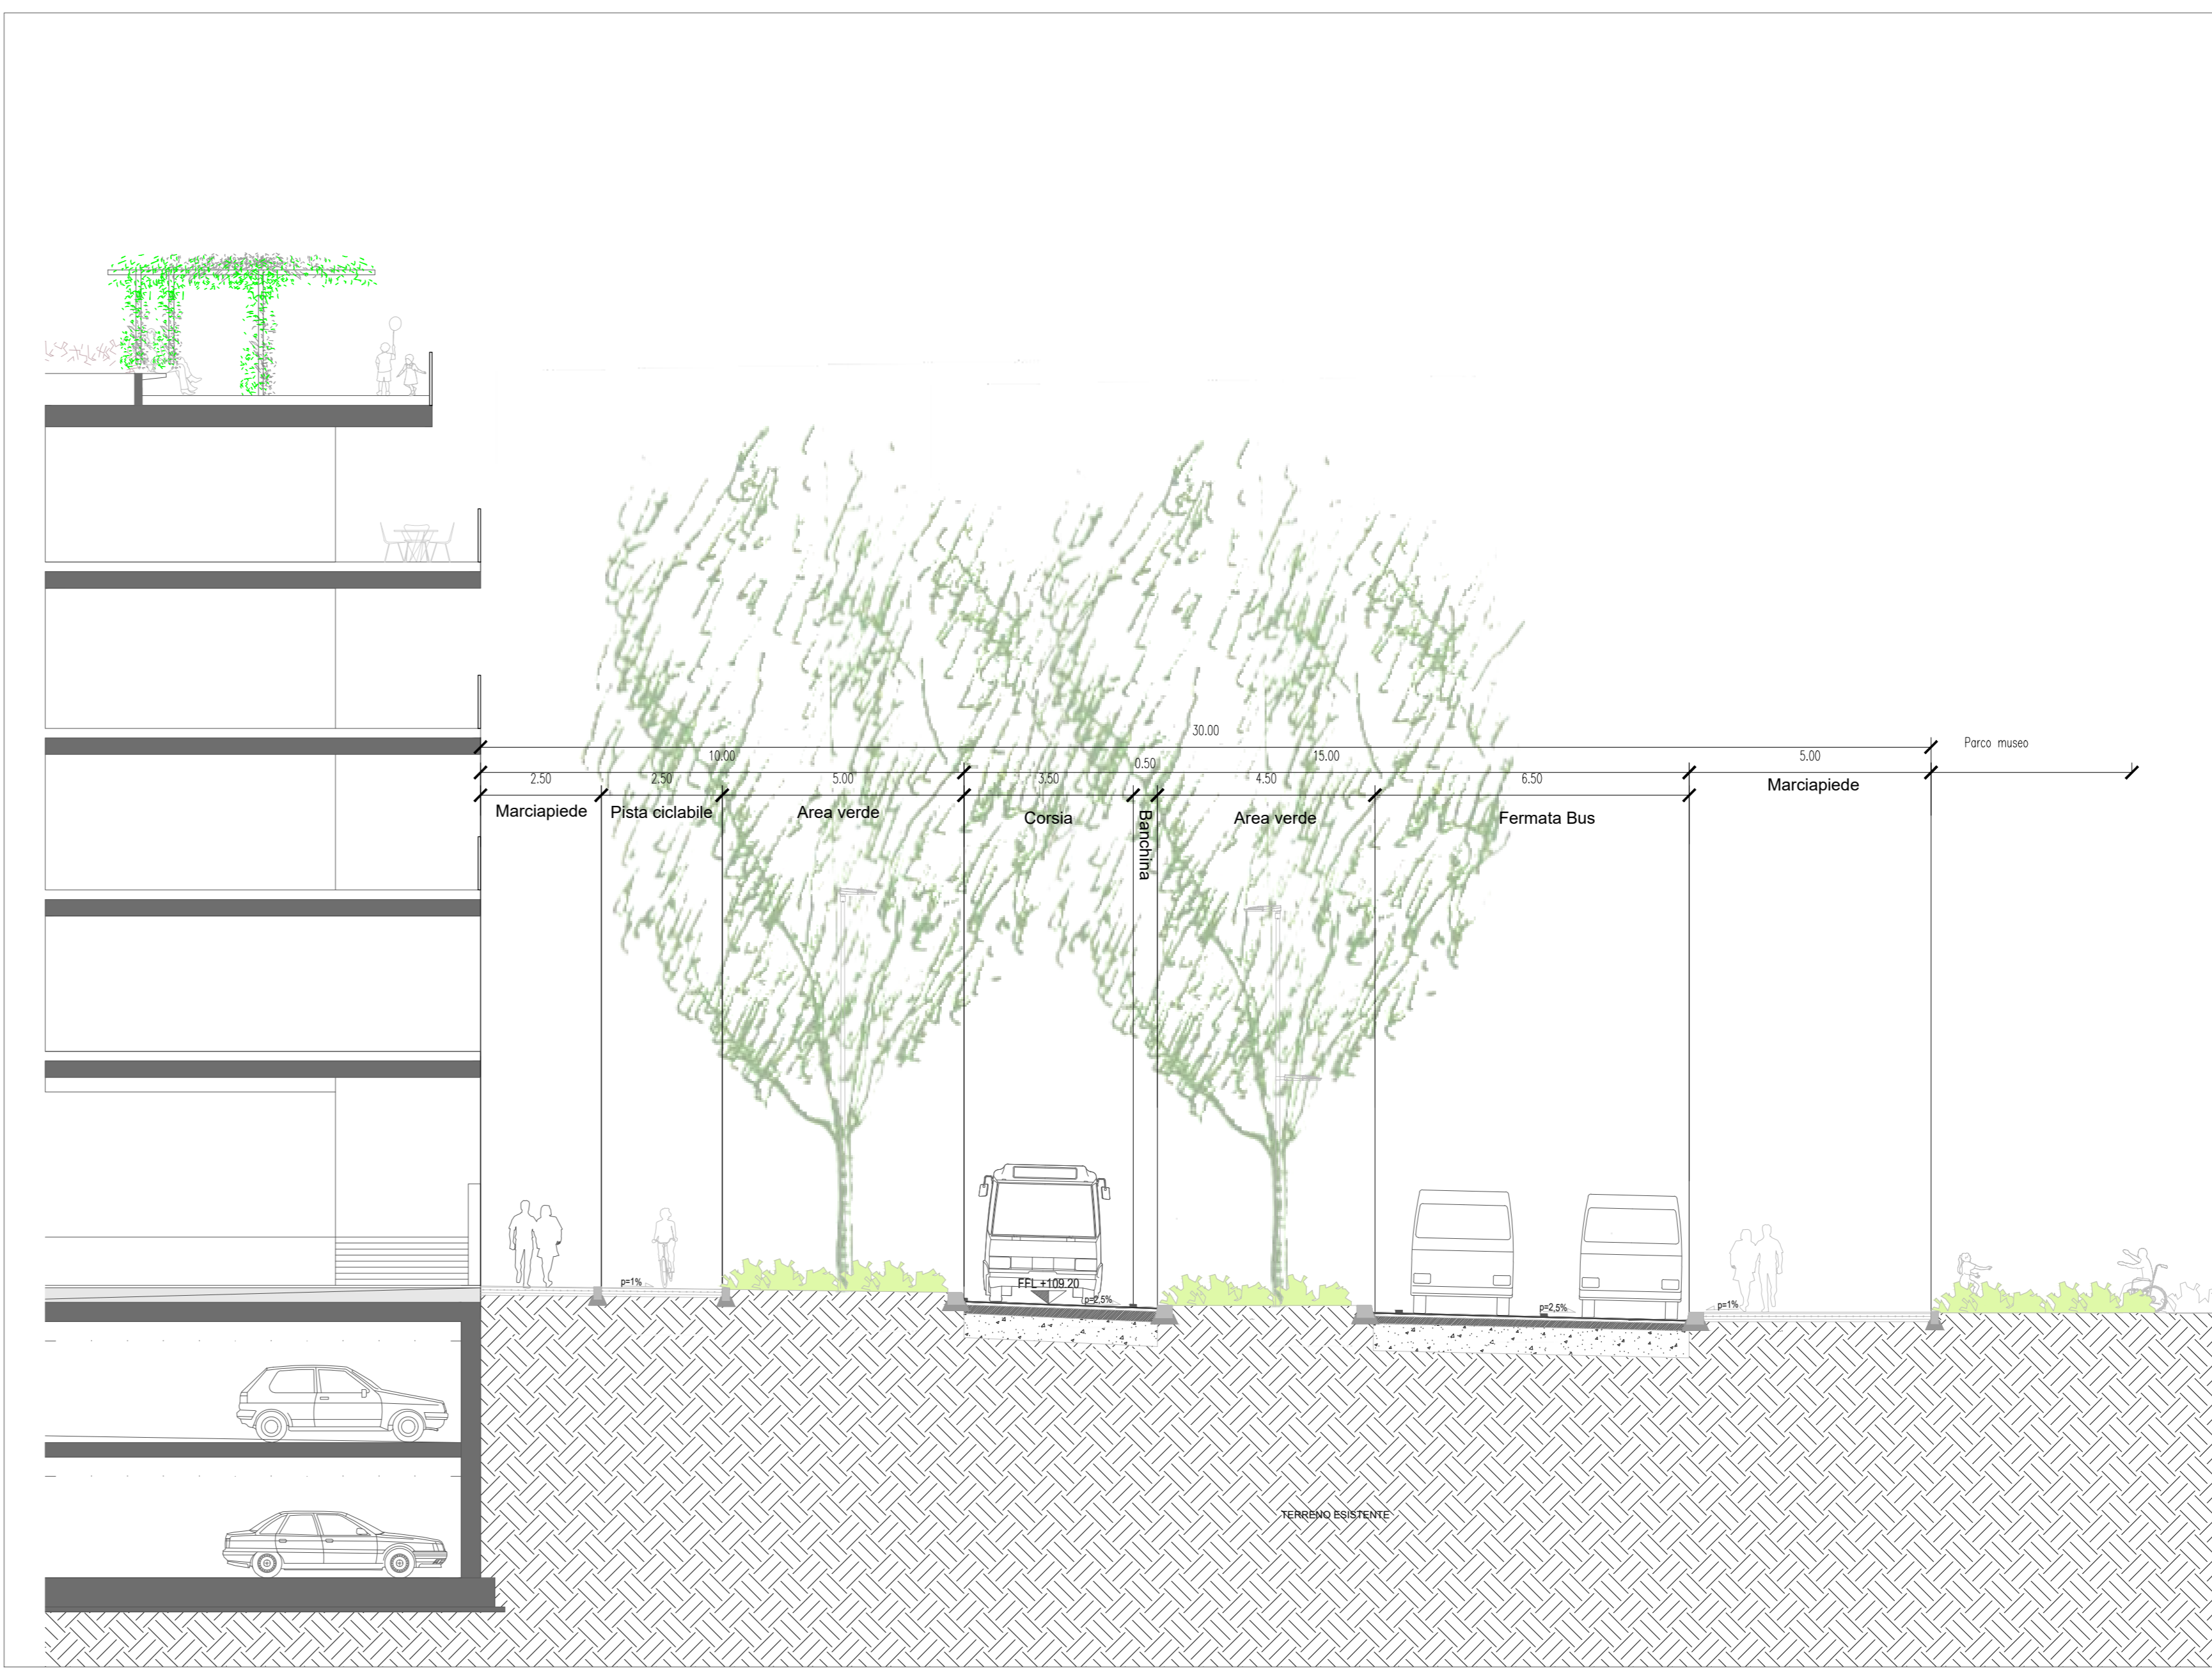 30.00
Parco museo
10.00
15.00
5.00
0.50
2.50
2.50
5.00
3.50
4.50
6.50
Marciapiede
Marciapiede
Pista ciclabile
Area verde
Corsia
Banchina
Area verde
Fermata Bus
p=1%
FFL +109.20
p=2,5%
p=2,5%
p=1%
TERRENO ESISTENTE